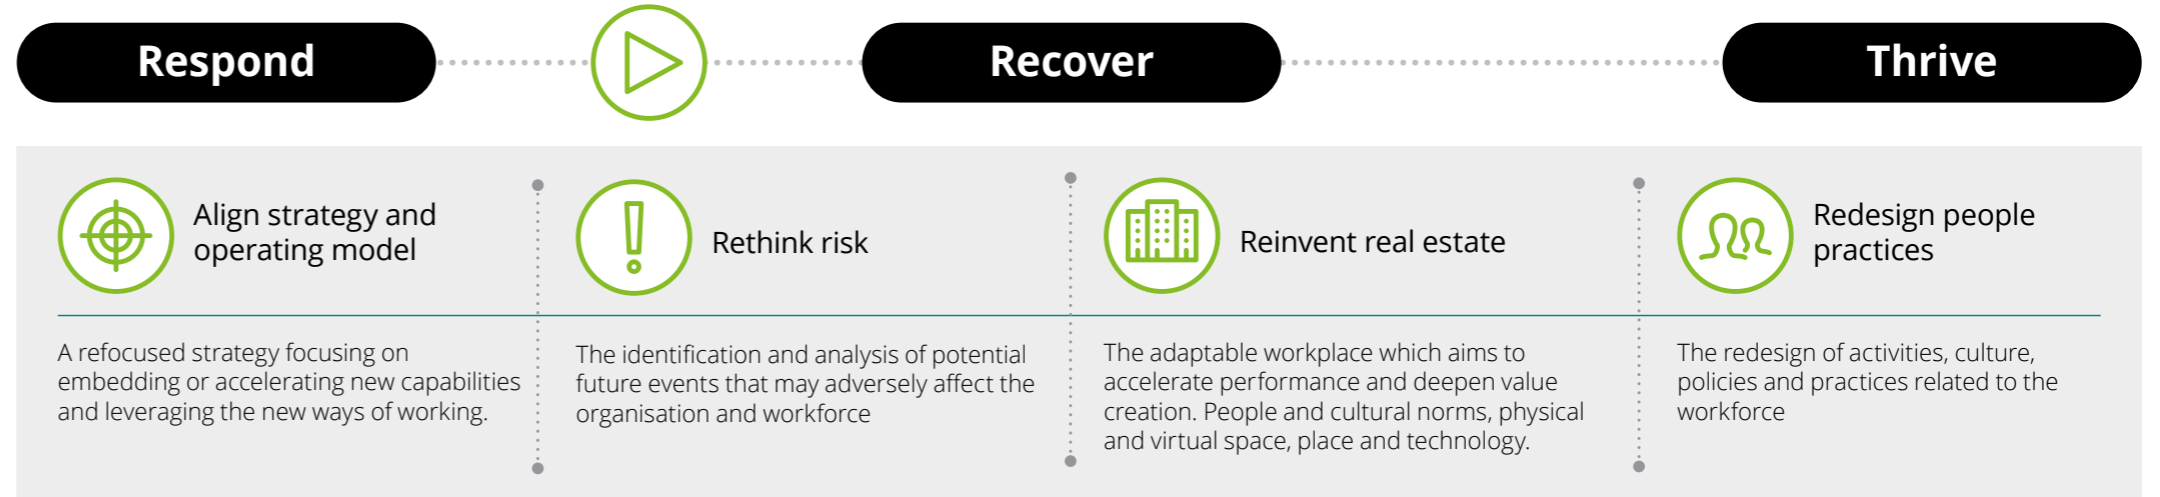 Respond
Recover
Thrive
Align strategy and
operating model
Rethink risk
Reinvent real estate
Redesign people
practices
A refocused strategy focusing on
embedding or accelerating new capabilities
and leveraging the new ways of working.
The identification and analysis of potential
future events that may adversely affect the
organisation and workforce
The adaptable workplace which aims to
accelerate performance and deepen value
creation. People and cultural norms, physical
and virtual space, place and technology.
The redesign of activities, culture,
policies and practices related to the
workforce